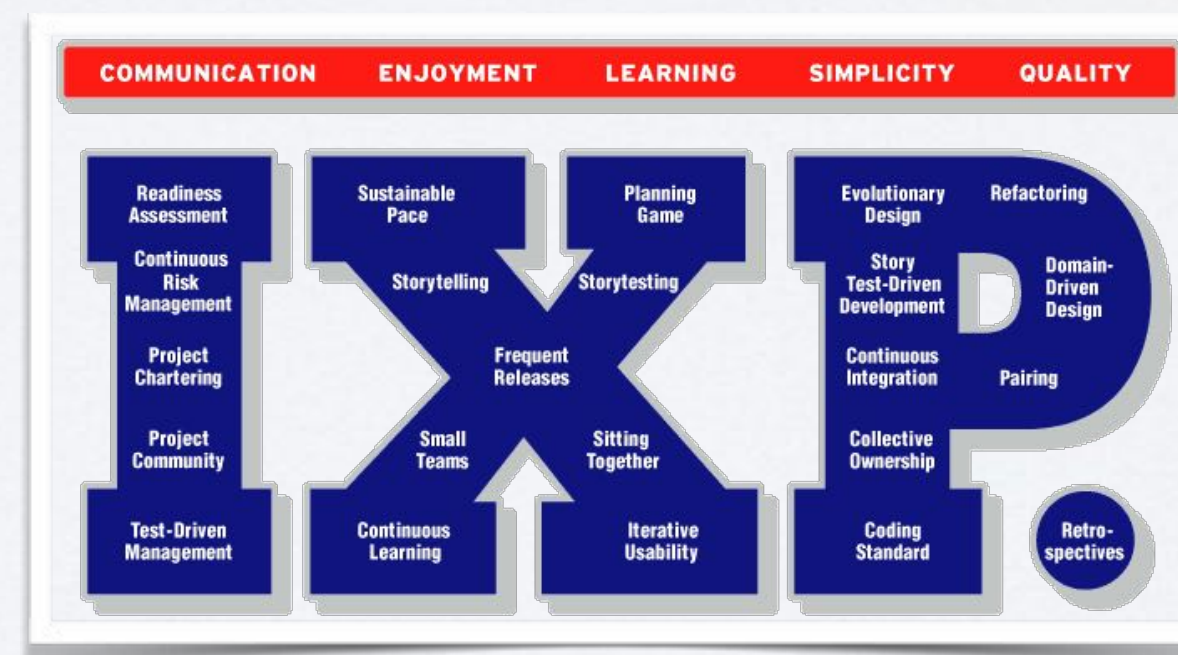 COMMUNICATION ENJOYMENT LEARNING SIMPLICITY QUALITY
Readiness
Assessment
Continuous
Risk
Management
Project
Chartering
Project
Community
Test-Driven
Management
Sustainable
Pace
Planning
Game
Storytelling
Storytesting
Frequent
Releases
Small
Teams
Sitting
Together
Continuous
Learning
Iterative
Usability
Evolutionary
Design
Refactoring
Story
Test-Driven
Development
Domain-
Driven
Design
Continuous
Integration
Pairing
Collective
Ownership
Coding
Standard
Retro-
spectives
IXP.